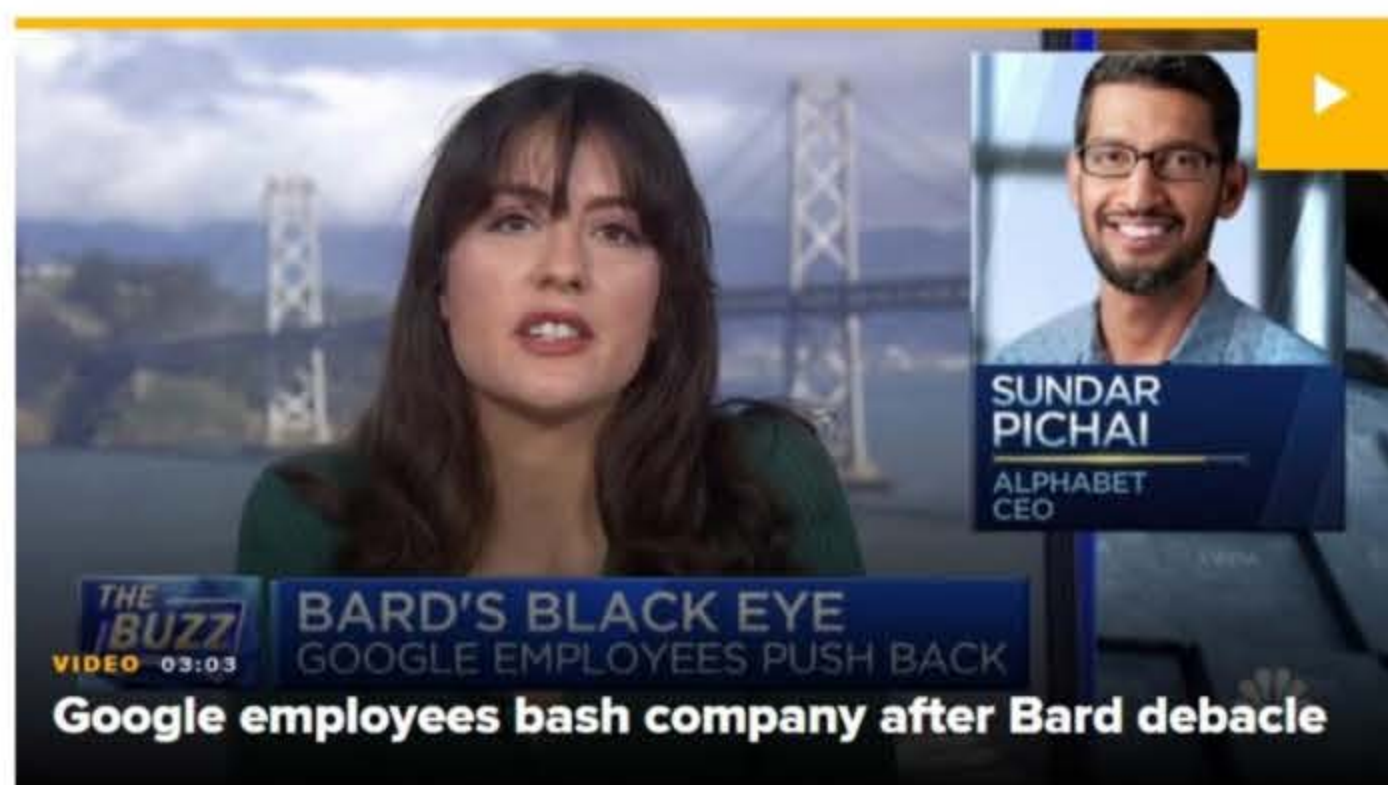 SUNDAR
PICHAI
ALPHABET
CEO
THE
BUZZ
BARD'S BLACK EYE
GOOGLE EMPLOYEES PUSH BACK
VIDEO 03:03
Google employees bash company after Bard debacle